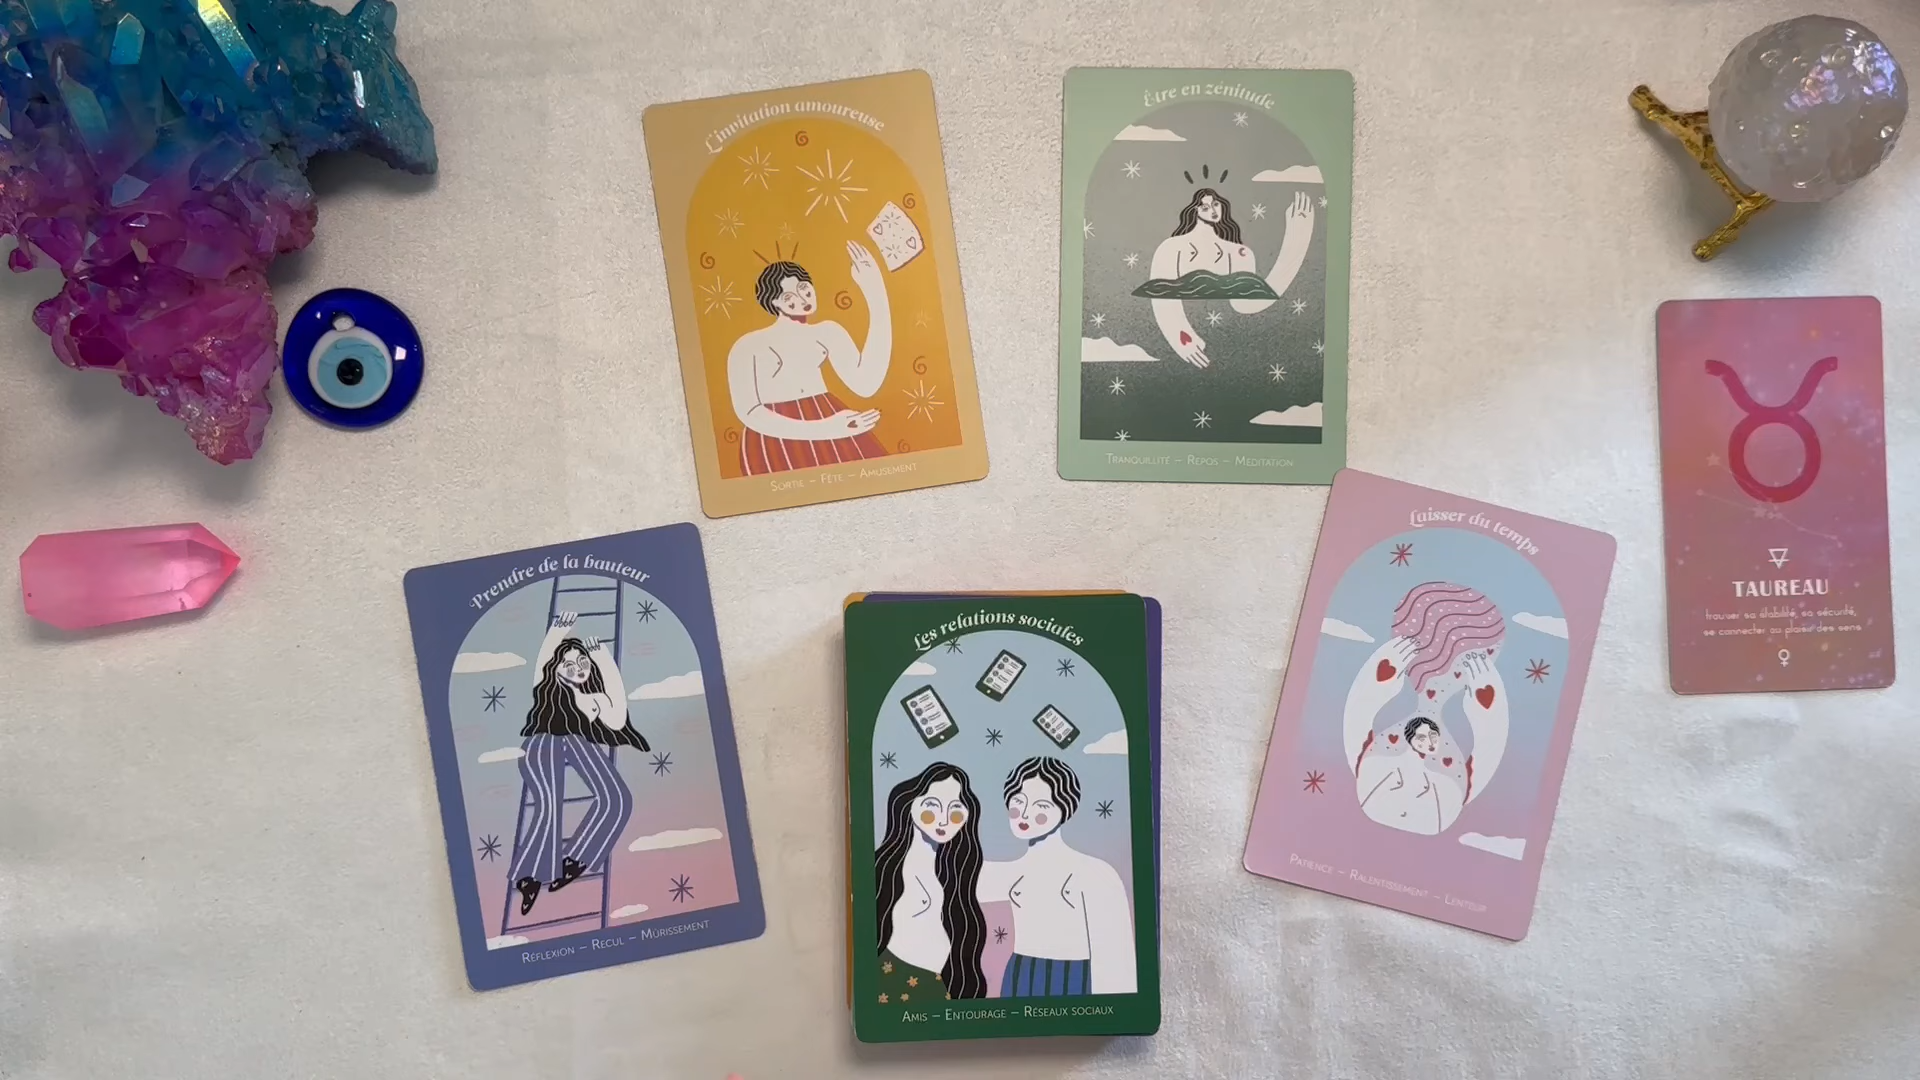 L'invitation amoureuse
Sortie – Fête – Amusement
Être en zénitude
Tranquillité – Repos – Meditation
Prendre de la hauteur
Réflexion – Recul – Mûrissement
Les relations sociales
Amis – Entourage – Réseaux sociaux
Laisser du temps
Patience – Ralentissement – Lenteur
TAUREAU
trouver sa stabilité, sa sécurité,
se connecter au plaisir des sens